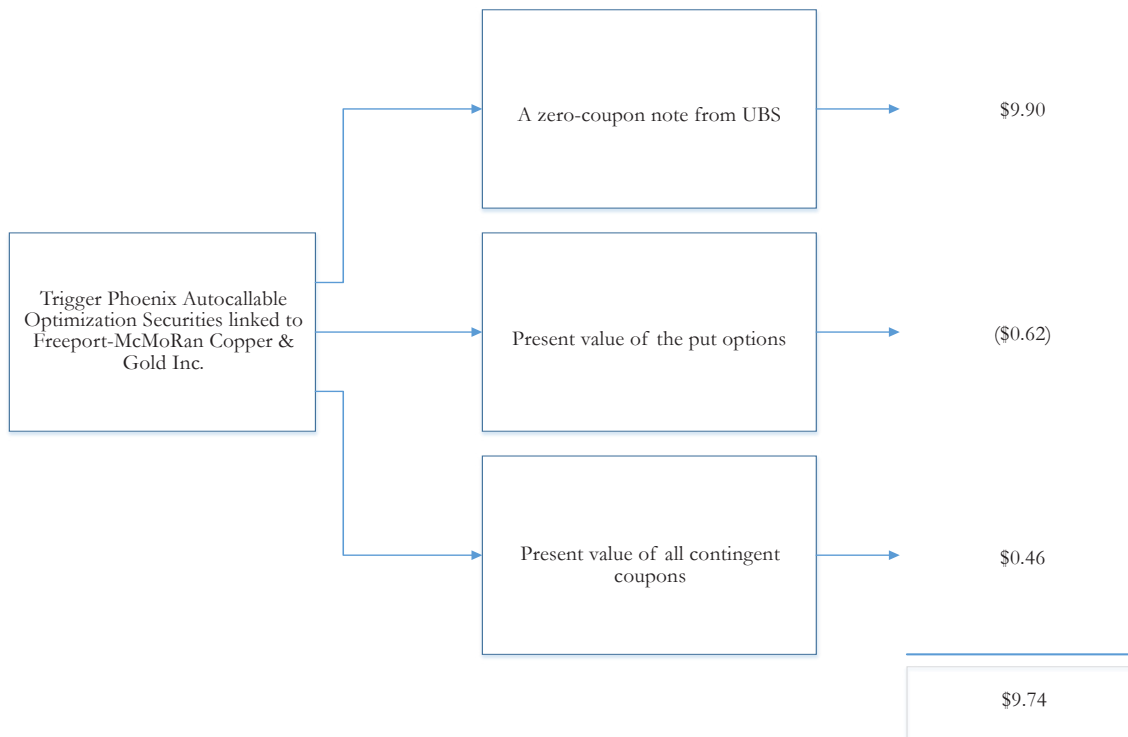 A zero-coupon note from UBS
$9.90
Trigger Phoenix Autocallable
Optimization Securities linked to
Freeport-McMoRan Copper &
Gold Inc.
Present value of the put options
($0.62)
Present value of all contingent
coupons
$0.46
$9.74